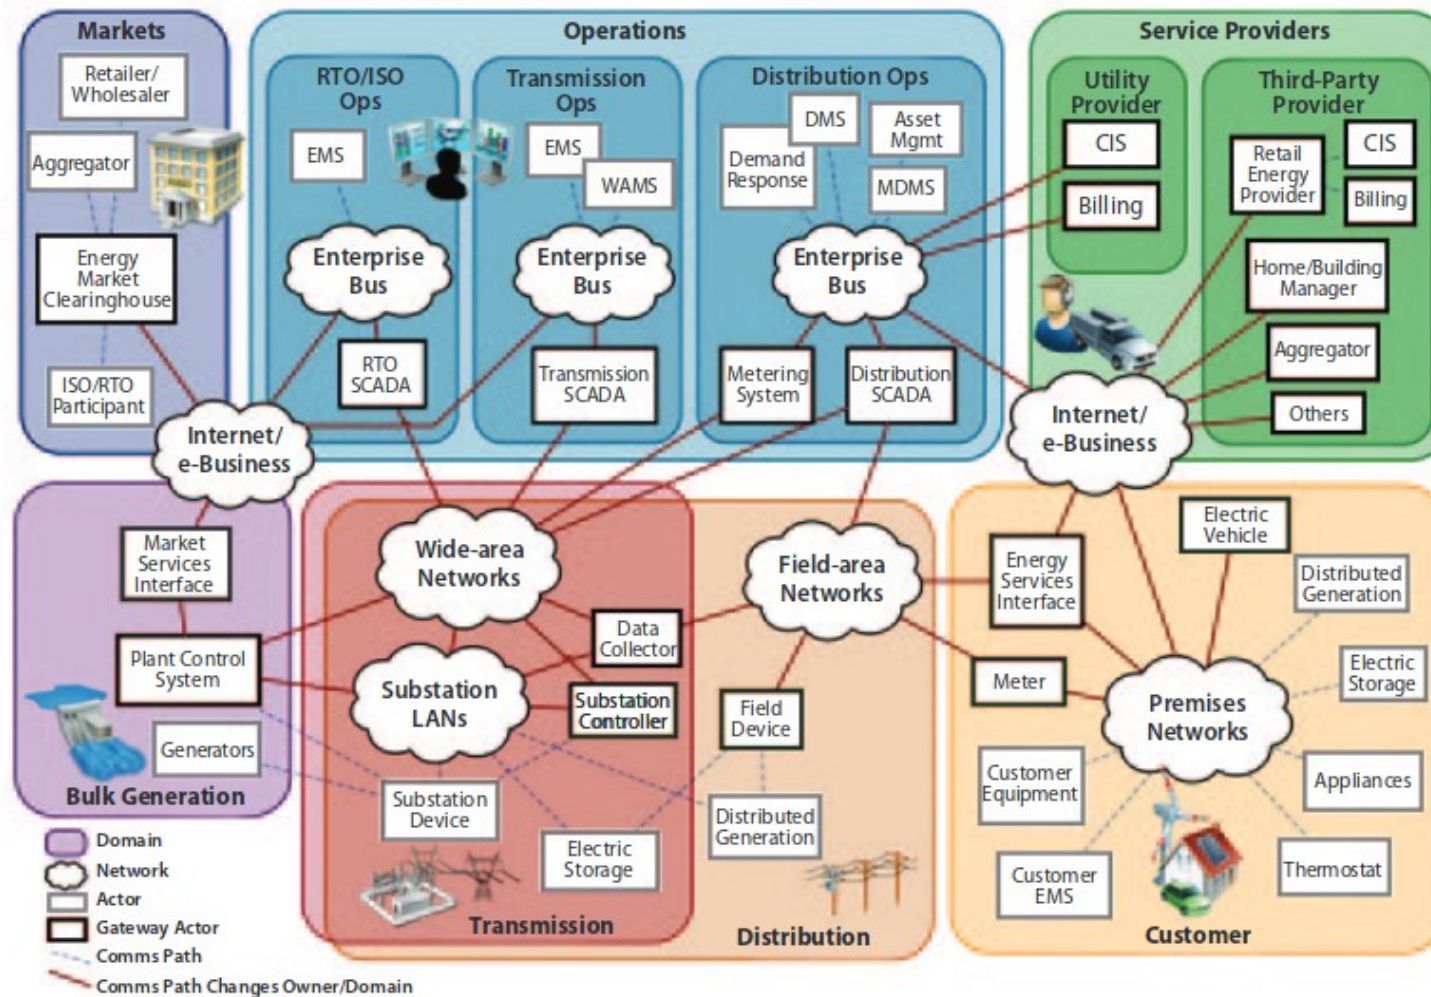 Markets
Operations
Service Providers
Retailer/
Wholesaler
Aggregator
Energy
Market
Clearinghouse
ISO/RTO
Participant
RTO/ISO
Ops
EMS
Enterprise
Bus
RTO
SCADA
Transmission
Ops
EMS
WAMS
Enterprise
Bus
Transmission
SCADA
Distribution Ops
DMS
Asset
Mgmt
Demand
Response
MDMS
Enterprise
Bus
Metering
System
Distribution
SCADA
Utility
Provider
CIS
Billing
Third-Party
Provider
Retail
Energy
Provider
CIS
Billing
Home/Building
Manager
Aggregator
Others
Internet/
e-Business
Internet/
e-Business
Market
Services
Interface
Plant Control
System
Generators
Bulk Generation
Wide-area
Networks
Substation
LANs
Data
Collector
Substation
Controller
Substation
Device
Electric
Storage
Transmission
Field-area
Networks
Field
Device
Distributed
Generation
Distribution
Energy
Services
Interface
Meter
Electric
Vehicle
Distributed
Generation
Electric
Storage
Premises
Networks
Customer
Equipment
Appliances
Customer
EMS
Thermostat
Customer
Domain
Network
Actor
Gateway Actor
Comms Path
Comms Path Changes Owner/Domain